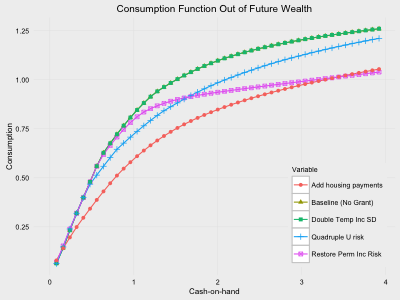 Consumption Function Out of Future Wealth
1.25
1.00
0.75
0.50
0.25
Consumption
0
1
2
3
4
Cash-on-hand
Variable
Add housing payments
Baseline (No Grant)
Double Temp Inc SD
Quadruple U risk
Restore Perm Inc Risk